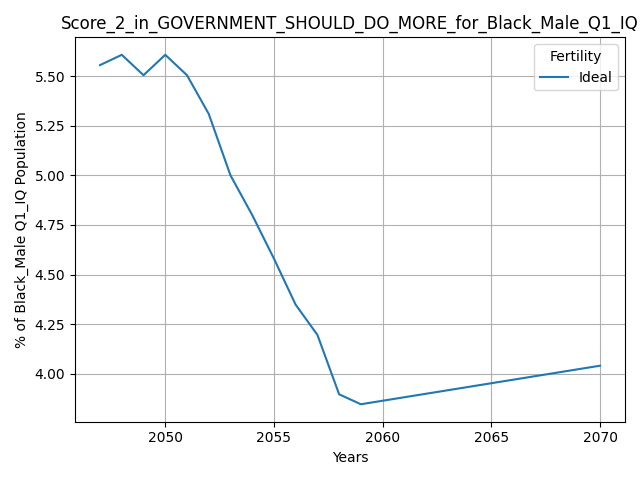 Score_2_in_GOVERNMENT_SHOULD_DO_MORE_for_Black_Male_Q1_IQ
Fertility
Ideal
% of Black_Male Q1_IQ Population
5.50
5.25
5.00
4.75
4.50
4.25
4.00
2050 2055 2060 2065 2070
Years